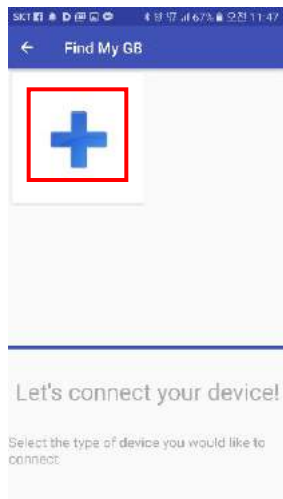 SKT 67% 오전 11:47
Find My GB
Let's connect your device!
Select the type of device you would like to
connect